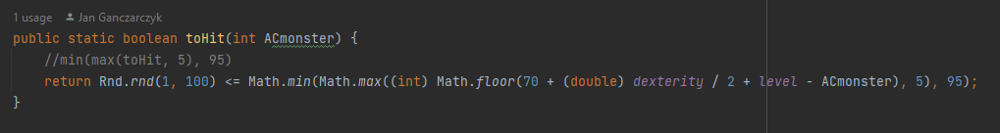 1 usage Jan Ganczarczyk
public static boolean toHit(int ACmonster) {
//min(max(toHit, 5), 95)
return Rnd.rnd(1, 100) <= Math.min(Math.max((int) Math.floor(70 + (double) dexterity / 2 + level - ACmonster), 5), 95);
}